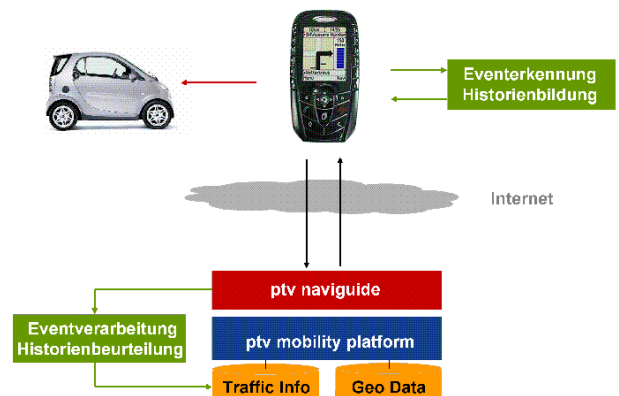 Eventerkennung
Historienbildung
Internet
ptv naviguide
Eventverarbeitung
Historienbeurteilung
ptv mobility platform
Traffic Info
Geo Data